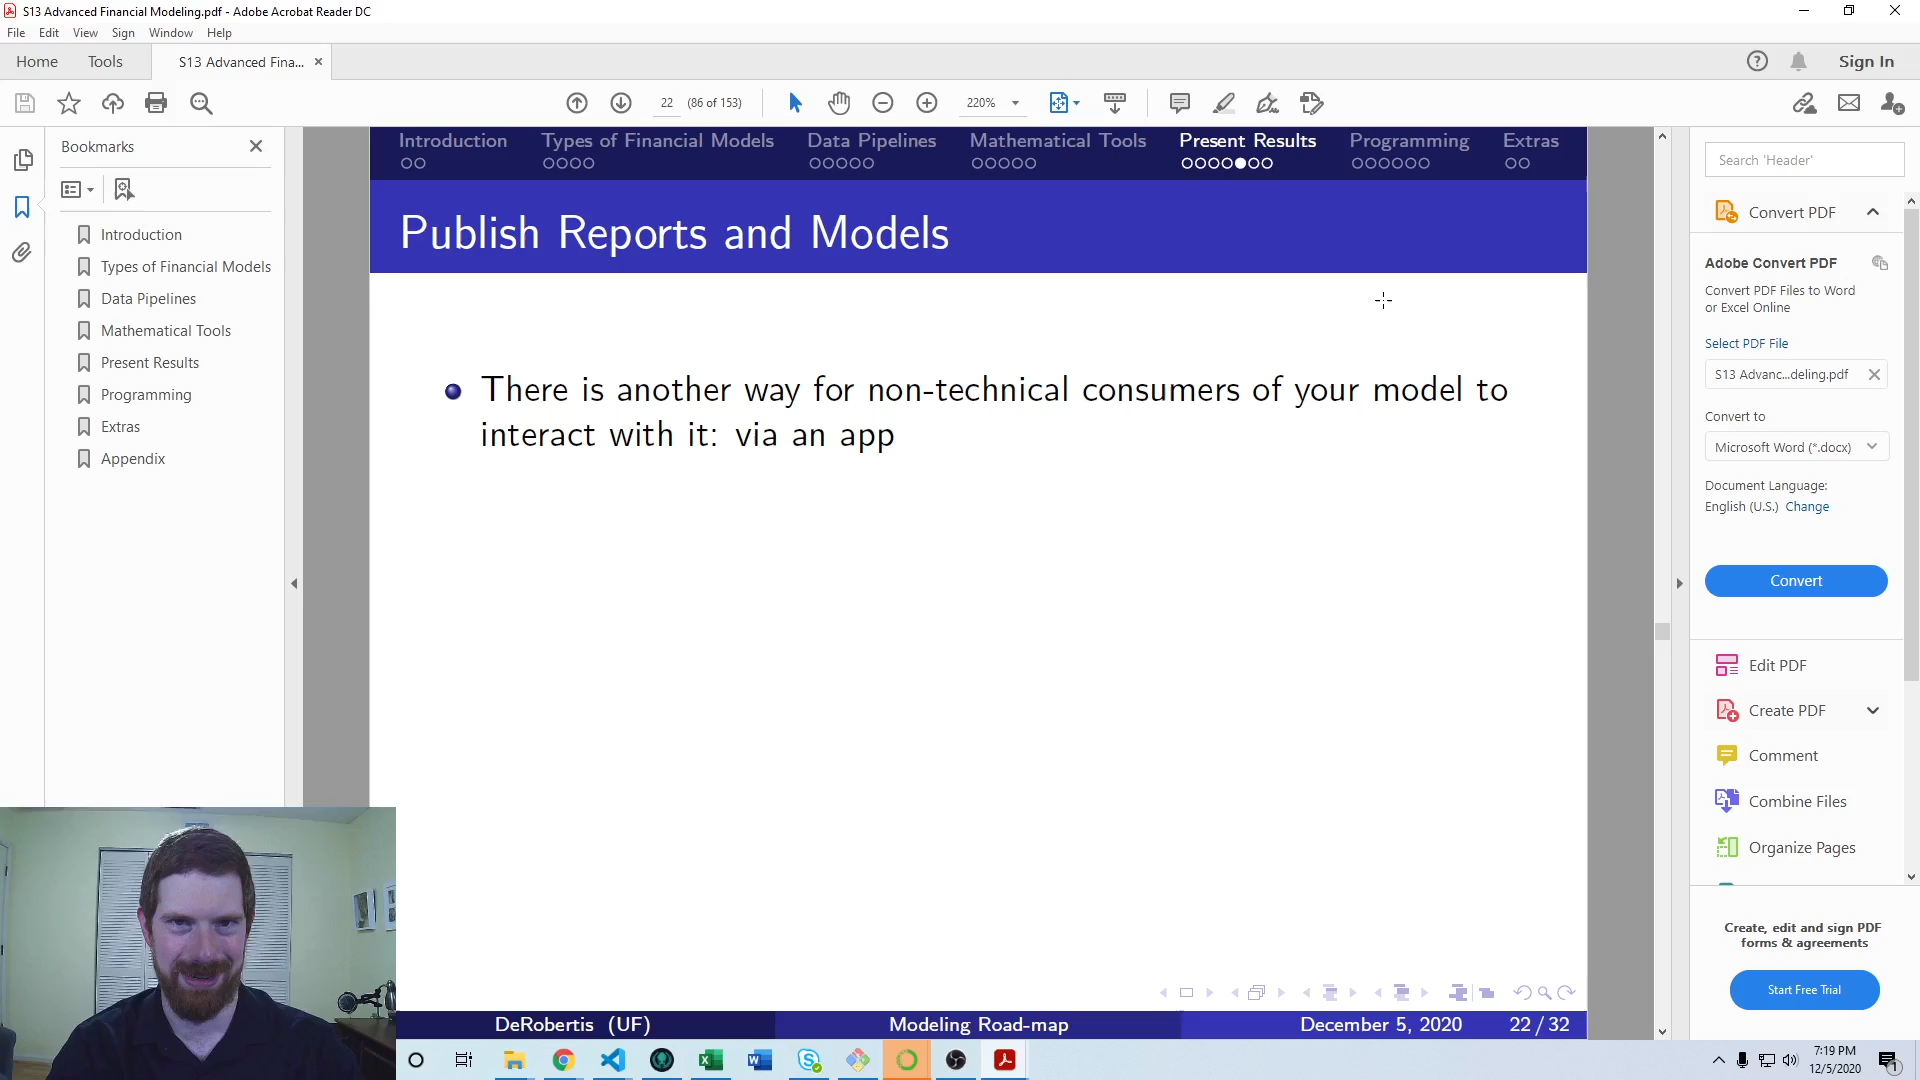 S13 Advanced Financial Modeling.pdf - Adobe Acrobat Reader DC
File Edit View Sign Window Help
Home Tools S13 Advanced Fina... Sign In
22 (86 of 153) 220%
Bookmarks
Introduction
Types of Financial Models
Data Pipelines
Mathematical Tools
Present Results
Programming
Extras
Appendix
Introduction Types of Financial Models Data Pipelines Mathematical Tools Present Results Programming Extras
Publish Reports and Models
There is another way for non-technical consumers of your model to
interact with it: via an app
DeRobertis (UF) Modeling Road-map December 5, 2020 22 / 32
Search 'Header'
Convert PDF
Adobe Convert PDF
Convert PDF Files to Word
or Excel Online
Select PDF File
S13 Advanc...deling.pdf
Convert to
Microsoft Word (*.docx)
Document Language:
English (U.S.) Change
Convert
Edit PDF
Create PDF
Comment
Combine Files
Organize Pages
Create, edit and sign PDF
forms & agreements
Start Free Trial
7:19 PM
12/5/2020
1